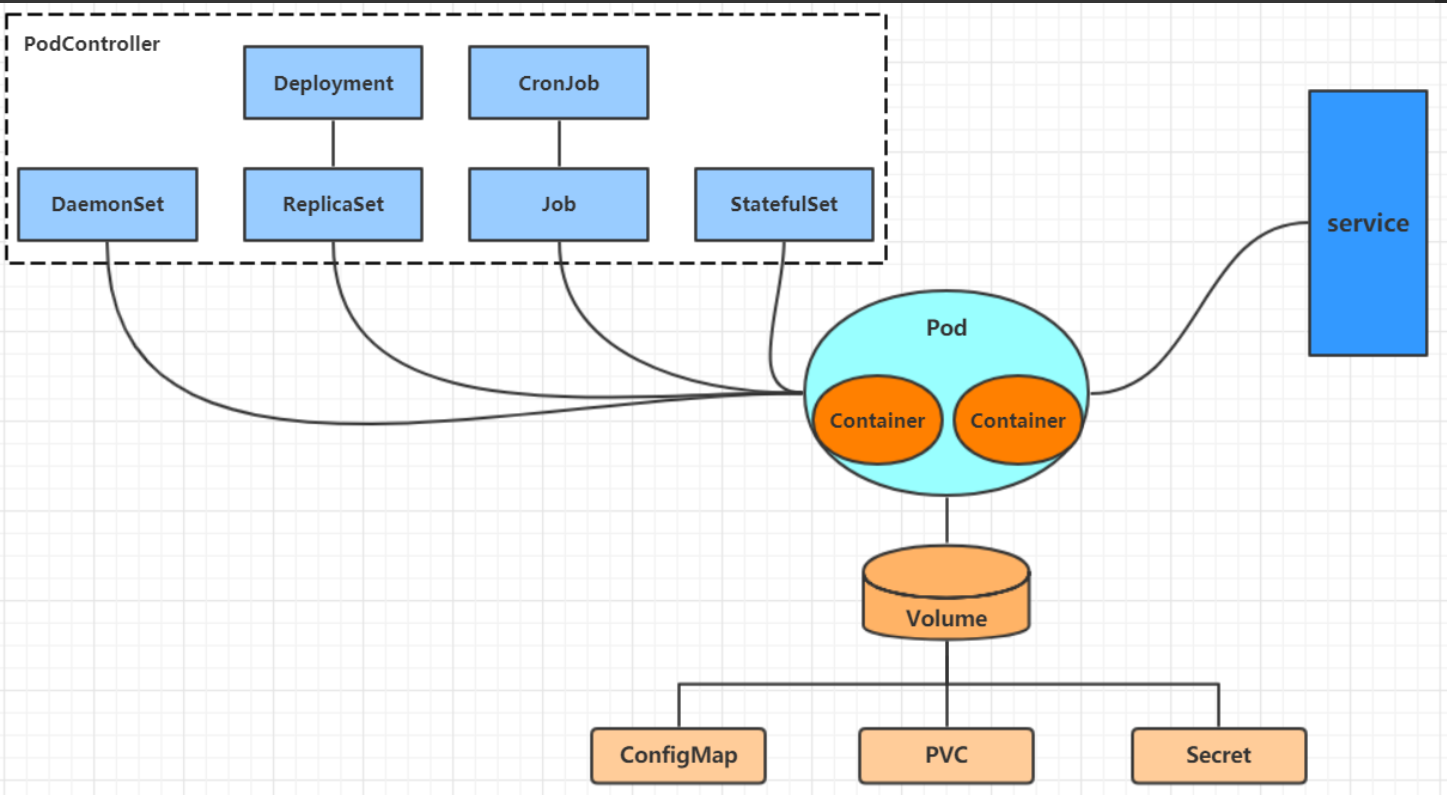 PodController
Deployment
CronJob
DaemonSet
ReplicaSet
Job
StatefulSet
service
Pod
Container
Container
Volume
ConfigMap
PVC
Secret